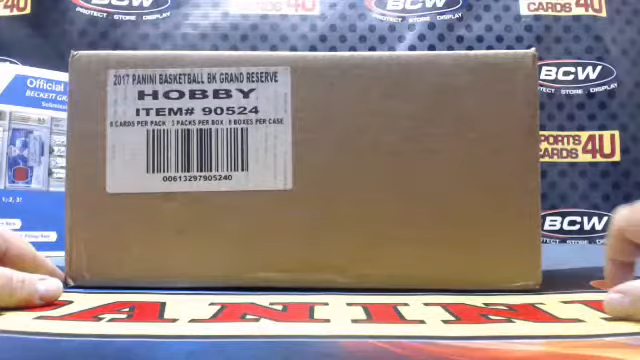 BCW
PROTECT . STORE . DISPLAY
BCW
PROTECT . STORE . DISPLAY
CARDS 4U
Official
BECKETT
2017 PANINI BASKETBALL BK GRAND RESERVE
HOBBY
ITEM# 90524
8 CARDS PER PACK / 3 PACKS PER BOX / 8 BOXES PER CASE
00613297905240
BCW
PROTECT . STORE . DISPLAY
SPORTS
CARDS 4U
BCW
PROTECT . STORE . DISPLAY
PANINI